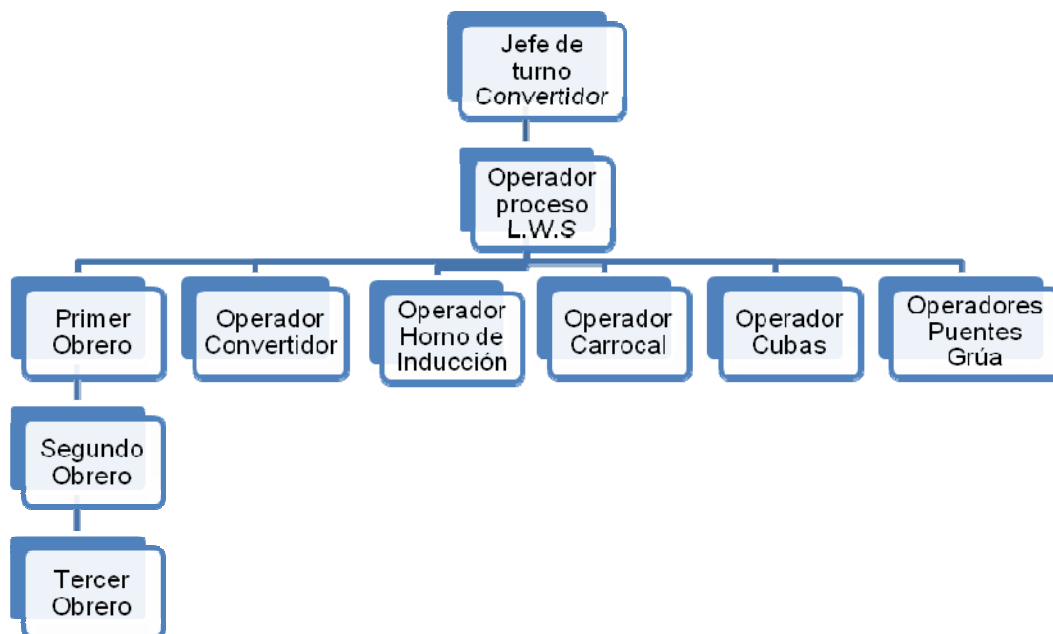 Jefe de
turno
Convertidor
Operador
proceso
L.W.S
Primer
Obrero
Operador
Convertidor
Operador
Horno de
Inducción
Operador
Carrocal
Operador
Cubas
Operadores
Puentes
Grúa
Segundo
Obrero
Tercer
Obrero